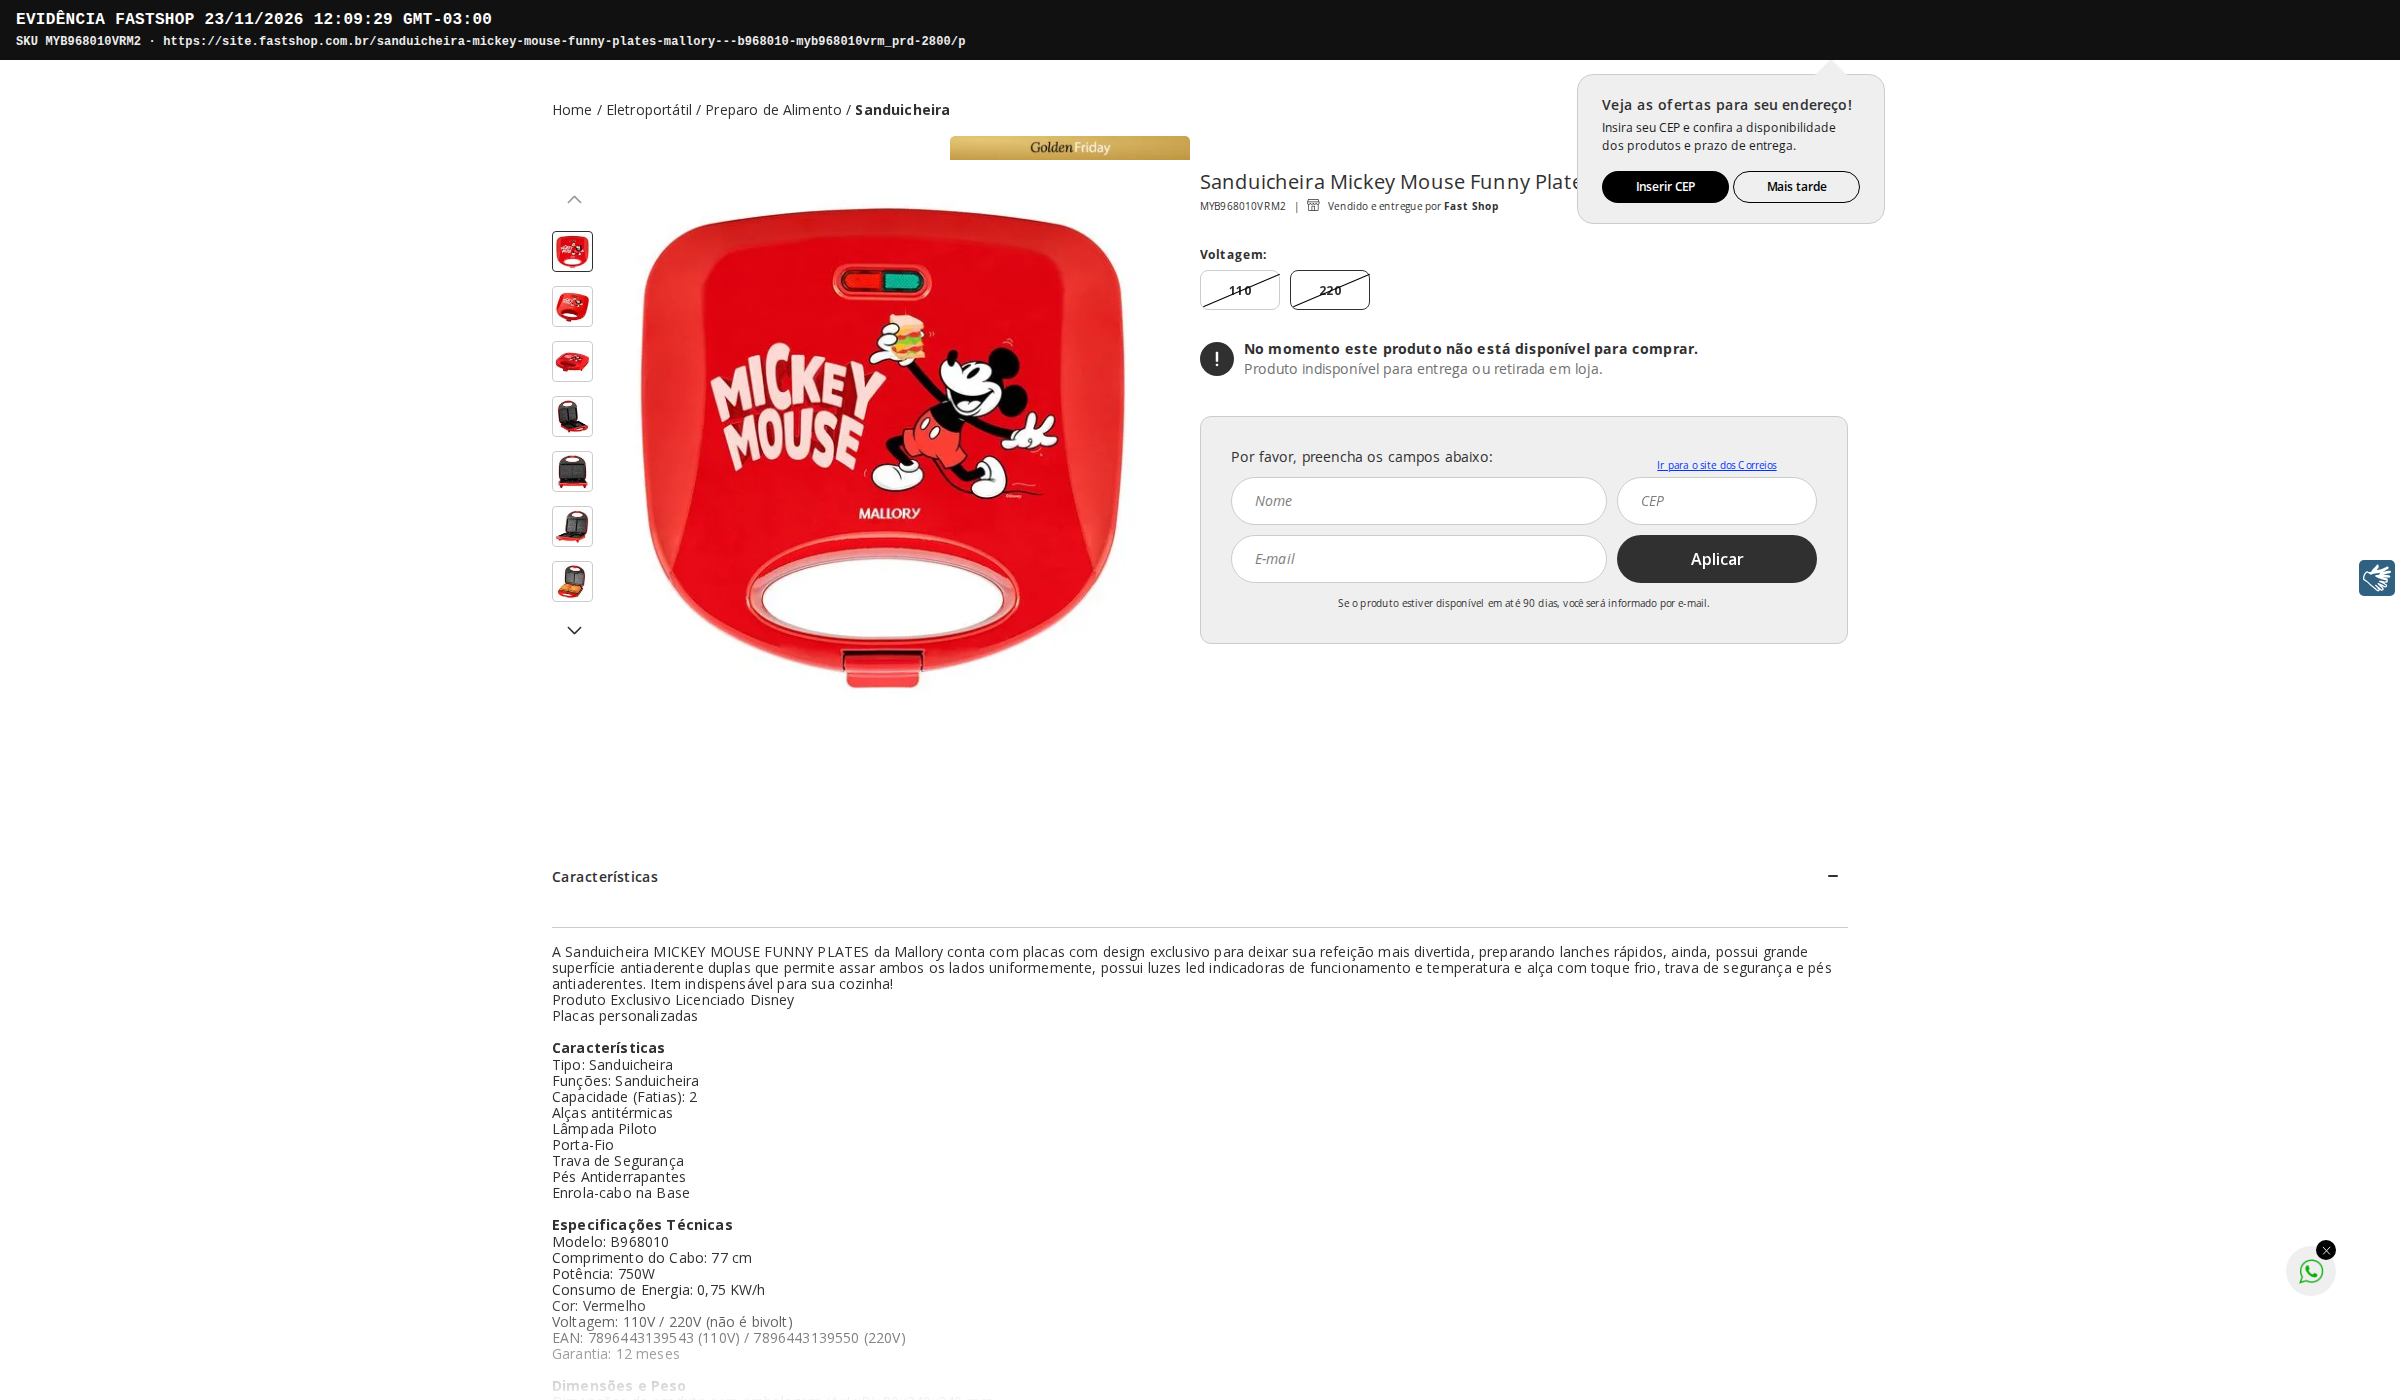 EVIDÊNCIA FASTSHOP 23/11/2026 12:09:29 GMT-03:00
SKU MYB968010VRM2 · https://site.fastshop.com.br/sanduicheira-mickey-mouse-funny-plates-mallory---b968010-myb968010vrm_prd-2800/p
Veja as ofertas para seu endereço!
Insira seu CEP e confira a disponibilidade
dos produtos e prazo de entrega.
Inserir CEP
Mais tarde
Home / Eletroportátil / Preparo de Alimento / Sanduicheira
Golden Friday
MICKEY
MOUSE
MALLORY
Sanduicheira Mickey Mouse Funny Plate
MYB968010VRM2 | Vendido e entregue por Fast Shop
Voltagem:
110
220
No momento este produto não está disponível para comprar.
Produto indisponível para entrega ou retirada em loja.
Por favor, preencha os campos abaixo:
Ir para o site dos Correios
Nome
CEP
E-mail
Aplicar
Se o produto estiver disponível em até 90 dias, você será informado por e-mail.
Características
A Sanduicheira MICKEY MOUSE FUNNY PLATES da Mallory conta com placas com design exclusivo para deixar sua refeição mais divertida, preparando lanches rápidos, ainda, possui grande
superfície antiaderente duplas que permite assar ambos os lados uniformemente, possui luzes led indicadoras de funcionamento e temperatura e alça com toque frio, trava de segurança e pés
antiaderentes. Item indispensável para sua cozinha!
Produto Exclusivo Licenciado Disney
Placas personalizadas
Características
Tipo: Sanduicheira
Funções: Sanduicheira
Capacidade (Fatias): 2
Alças antitérmicas
Lâmpada Piloto
Porta-Fio
Trava de Segurança
Pés Antiderrapantes
Enrola-cabo na Base
Especificações Técnicas
Modelo: B968010
Comprimento do Cabo: 77 cm
Potência: 750W
Consumo de Energia: 0,75 KW/h
Cor: Vermelho
Voltagem: 110V / 220V (não é bivolt)
EAN: 7896443139543 (110V) / 7896443139550 (220V)
Garantia: 12 meses
Dimensões e Peso